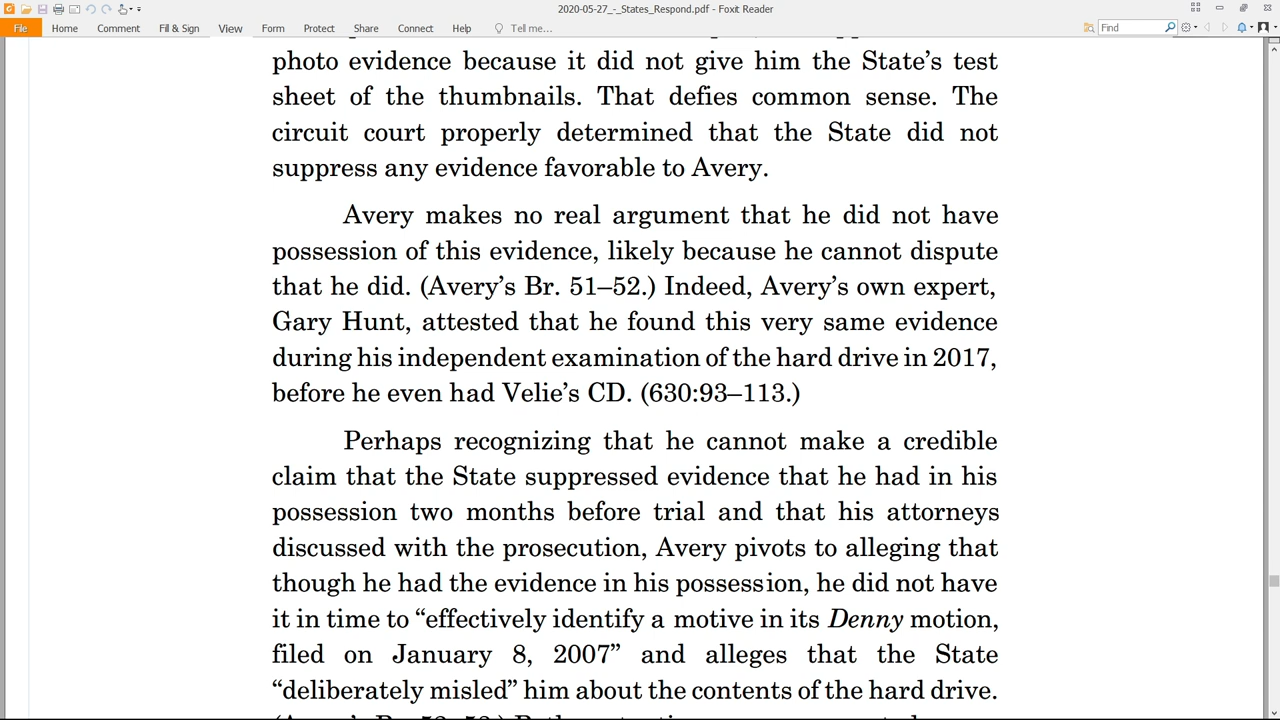 2020-05-27_-_States_Respond.pdf - Foxit Reader
File Home Comment Fill & Sign View Form Protect Share Connect Help Tell me... Find
photo evidence because it did not give him the State’s test
sheet of the thumbnails. That defies common sense. The
circuit court properly determined that the State did not
suppress any evidence favorable to Avery.
Avery makes no real argument that he did not have
possession of this evidence, likely because he cannot dispute
that he did. (Avery’s Br. 51–52.) Indeed, Avery’s own expert,
Gary Hunt, attested that he found this very same evidence
during his independent examination of the hard drive in 2017,
before he even had Velie’s CD. (630:93–113.)
Perhaps recognizing that he cannot make a credible
claim that the State suppressed evidence that he had in his
possession two months before trial and that his attorneys
discussed with the prosecution, Avery pivots to alleging that
though he had the evidence in his possession, he did not have
it in time to “effectively identify a motive in its Denny motion,
filed on January 8, 2007” and alleges that the State
“deliberately misled” him about the contents of the hard drive.